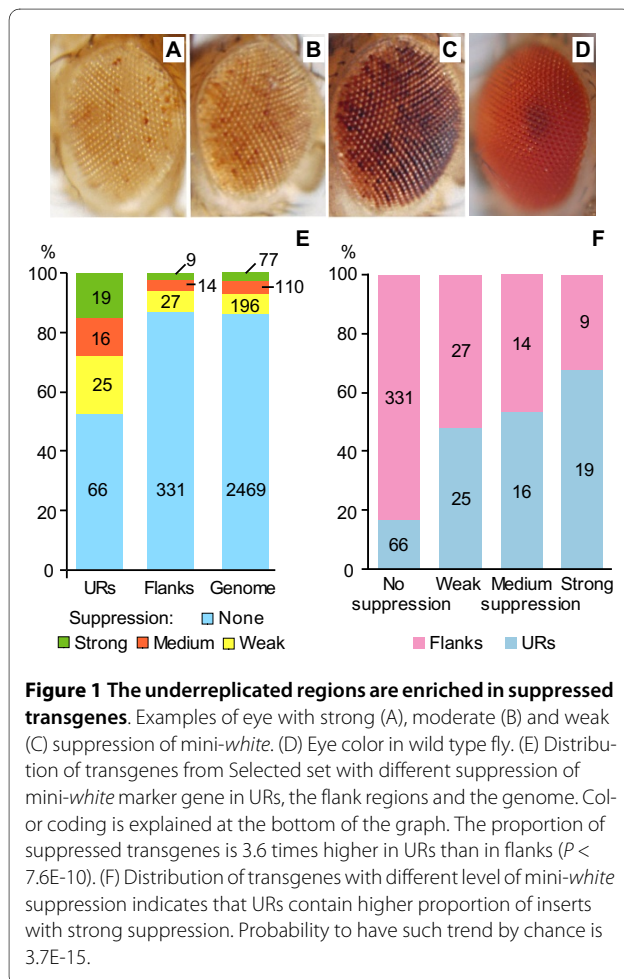 A B C D
E F
% %
9 77
100 100
14 110
19 27 196 9
80 27 14 80
16 331
60 25 60
40 66 331 2469 25 16 19 40
20 20
66
0 0
URs Flanks Genome No Weak Medium Strong
suppression suppression
Suppression: None
Strong Medium Weak Flanks URs
Figure 1 The underreplicated regions are enriched in suppressed
transgenes. Examples of eye with strong (A), moderate (B) and weak
(C) suppression of mini-white. (D) Eye color in wild type fly. (E) Distribu-
tion of transgenes from Selected set with different suppression of
mini-white marker gene in URs, the flank regions and the genome. Col-
or coding is explained at the bottom of the graph. The proportion of
suppressed transgenes is 3.6 times higher in URs than in flanks (P <
7.6E-10). (F) Distribution of transgenes with different level of mini-white
suppression indicates that URs contain higher proportion of inserts
with strong suppression. Probability to have such trend by chance is
3.7E-15.